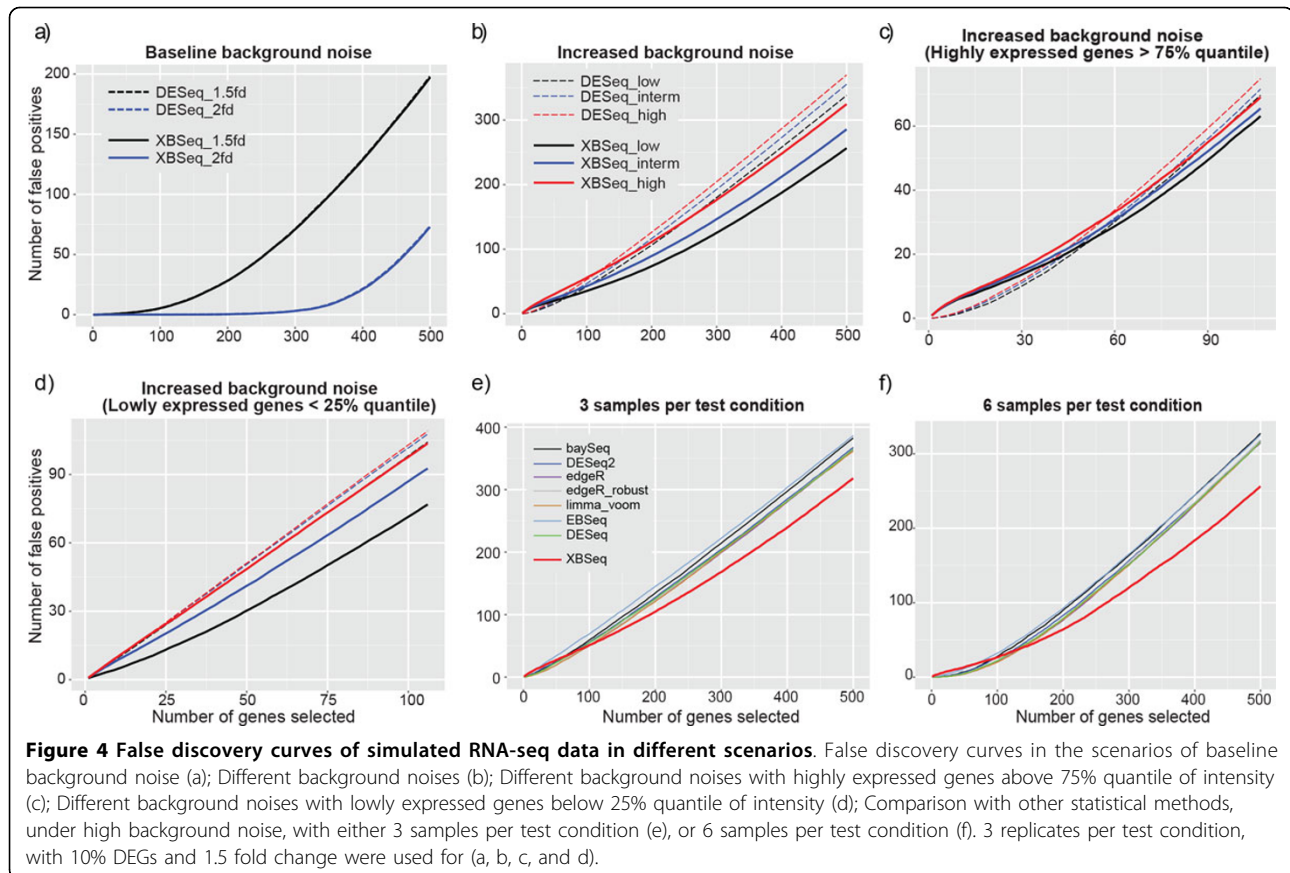 a)
Baseline background noise
Number of false positives
200
150
100
50
0
DESeq_1.5fd
DESeq_2fd
XBSeq_1.5fd
XBSeq_2fd
0 100 200 300 400 500
b)
Increased background noise
300
200
100
0
DESeq_low
DESeq_interm
DESeq_high
XBSeq_low
XBSeq_interm
XBSeq_high
0 100 200 300 400 500
c)
Increased background noise
(Highly expressed genes > 75% quantile)
60
40
20
0
0 30 60 90
d)
Increased background noise
(Lowly expressed genes < 25% quantile)
Number of false positives
90
60
30
0
0 25 50 75 100
Number of genes selected
e)
3 samples per test condition
400
300
200
100
0
baySeq
DESeq2
edgeR
edgeR_robust
limma_voom
EBSeq
DESeq
XBSeq
0 100 200 300 400 500
Number of genes selected
f)
6 samples per test condition
300
200
100
0
0 100 200 300 400 500
Number of genes selected
Figure 4 False discovery curves of simulated RNA-seq data in different scenarios. False discovery curves in the scenarios of baseline
background noise (a); Different background noises (b); Different background noises with highly expressed genes above 75% quantile of intensity
(c); Different background noises with lowly expressed genes below 25% quantile of intensity (d); Comparison with other statistical methods,
under high background noise, with either 3 samples per test condition (e), or 6 samples per test condition (f). 3 replicates per test condition,
with 10% DEGs and 1.5 fold change were used for (a, b, c, and d).